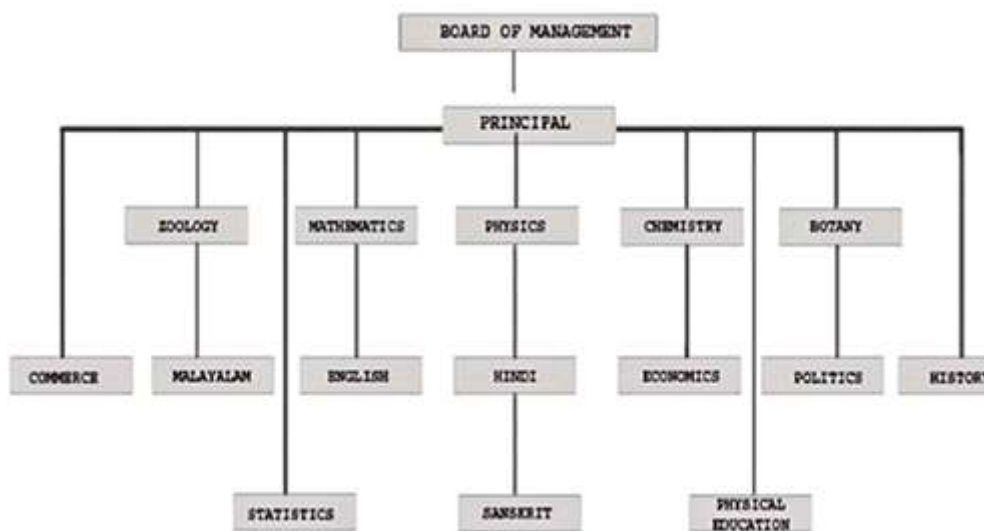 BOARD OF MANAGEMENT
PRINCIPAL
ZOOLOGY
MATHEMATICS
PHYSICS
CHEMISTRY
BOTANY
COMMERCE
MALAYALAM
ENGLISH
HINDI
ECONOMICS
POLITICS
HISTORY
STATISTICS
SANSKRIT
PHYSICAL
EDUCATION